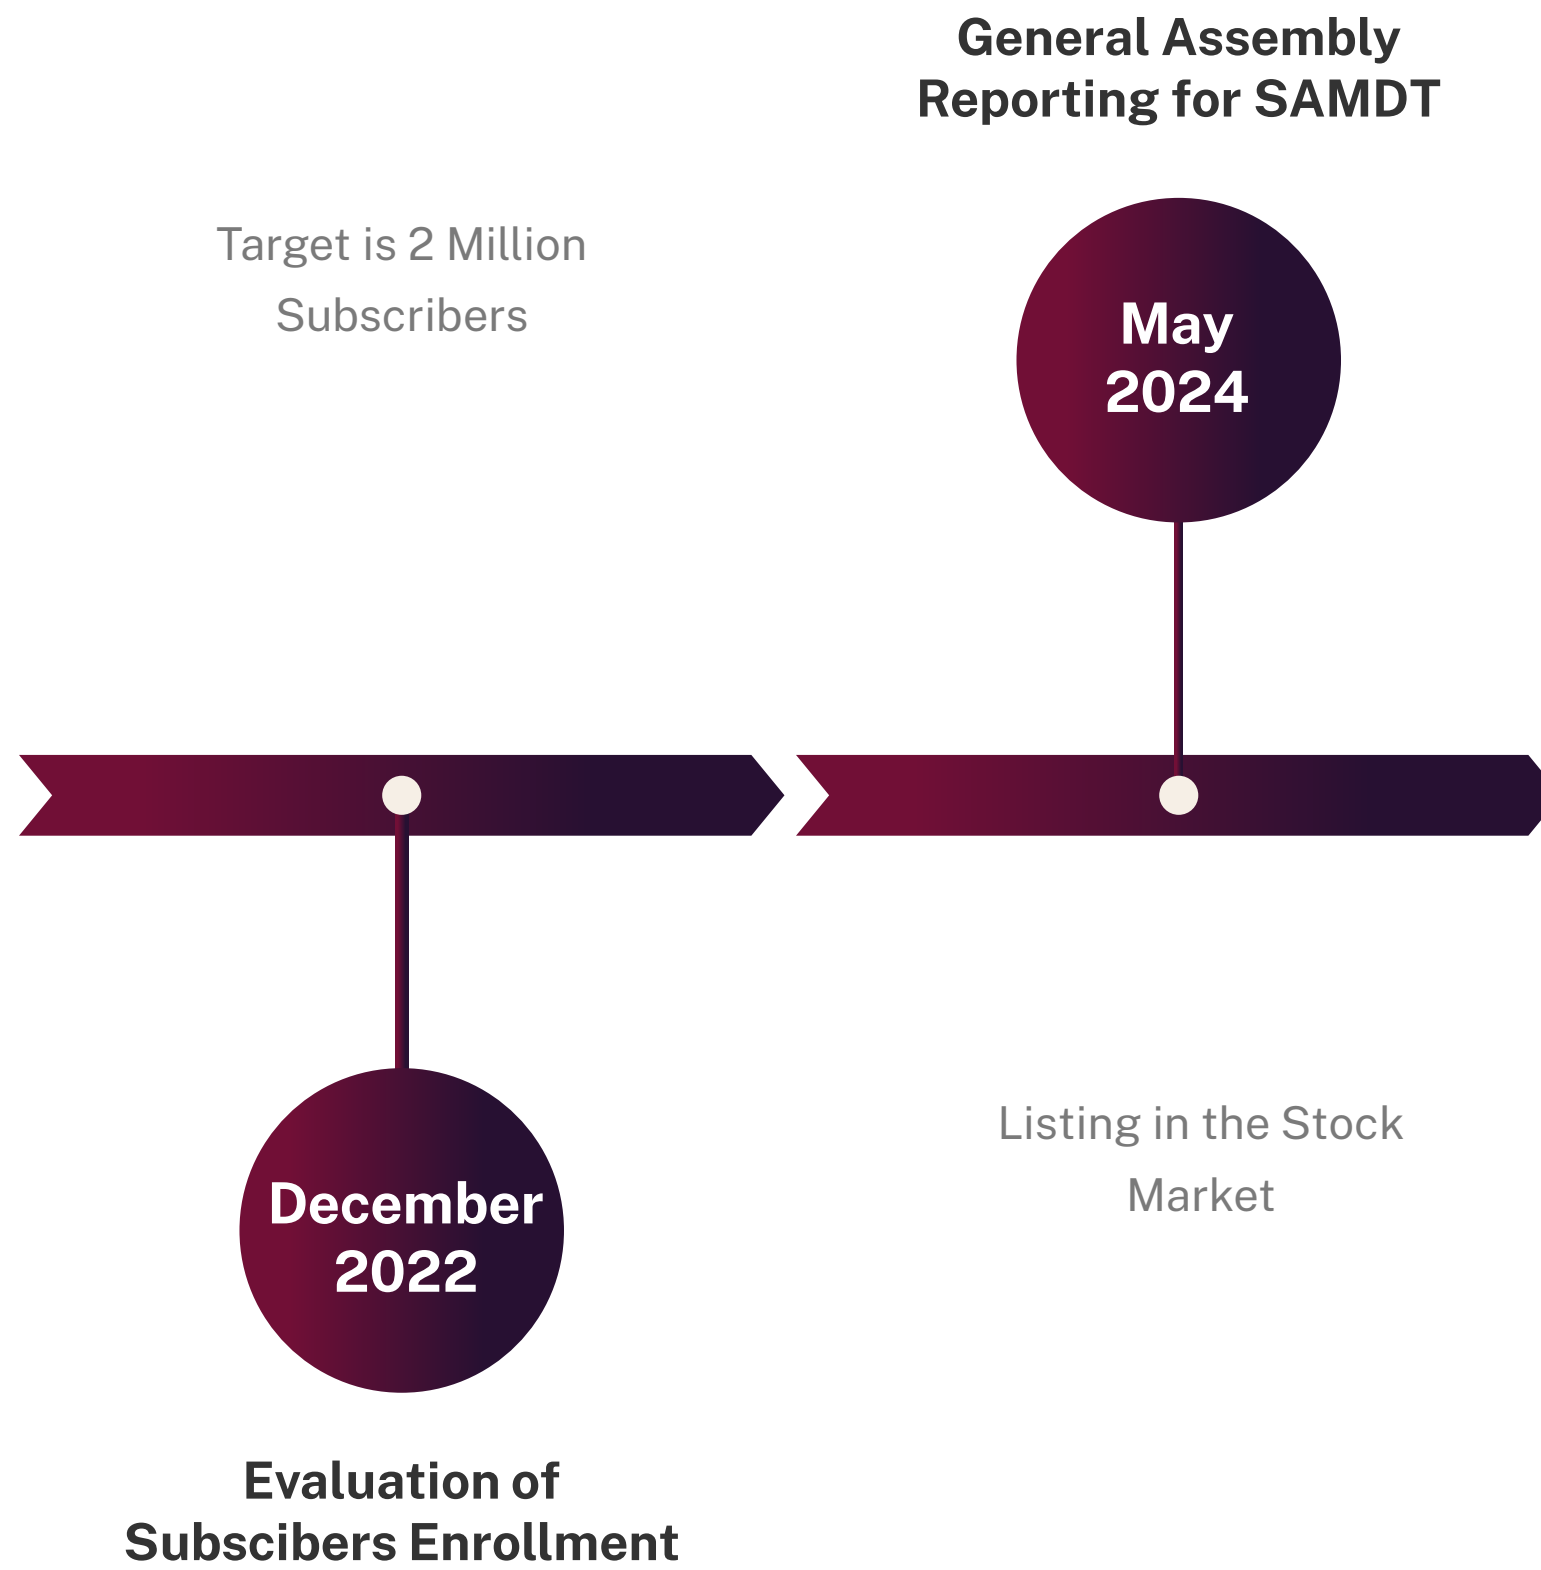 Target is 2 Million
Subscribers
December
2022
Evaluation of
Subscibers Enrollment
General Assembly
Reporting for SAMDT
May
2024
Listing in the Stock
Market